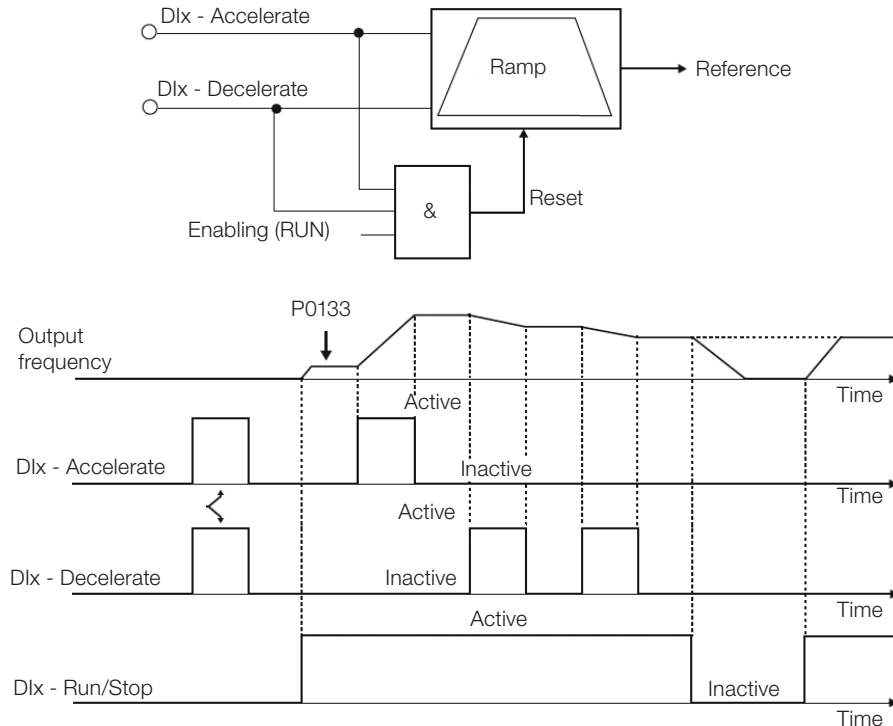 DIx - Accelerate
Ramp
Reference
DIx - Decelerate
&
Reset
Enabling (RUN)
P0133
Output
frequency
Time
Active
DIx - Accelerate
Inactive
Time
Active
DIx - Decelerate
Inactive
Time
Active
DIx - Run/Stop
Inactive
Time